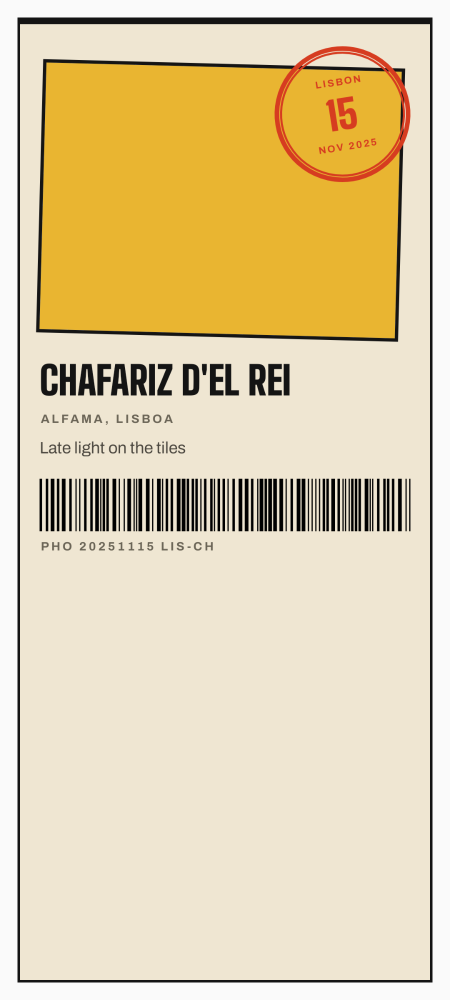 LISBON
15
NOV 2025
CHAFARIZ D'EL REI
ALFAMA, LISBOA
Late light on the tiles
PHO 20251115 LIS-CH